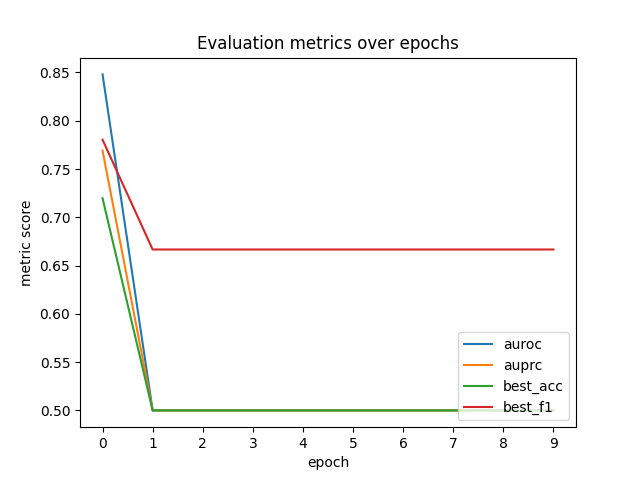 Evaluation metrics over epochs
metric score
0.85
0.80
0.75
0.70
0.65
0.60
0.55
0.50
auroc
auprc
best_acc
best_f1
0 1 2 3 4 5 6 7 8 9
epoch